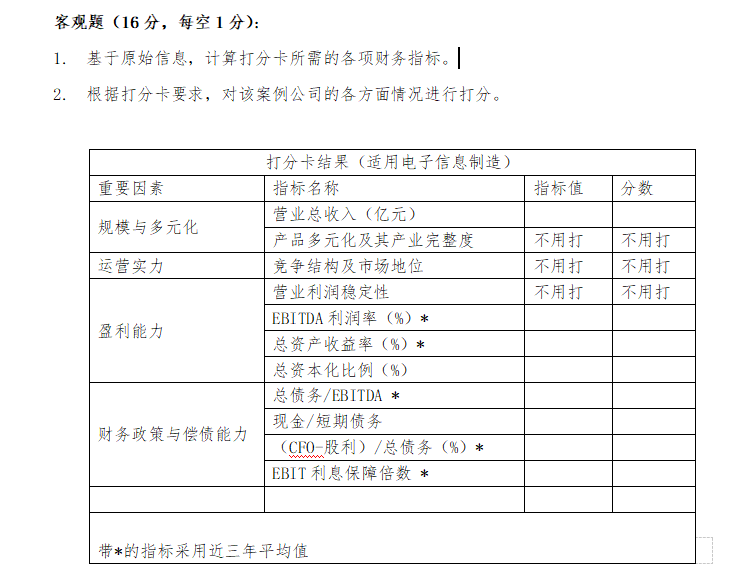 客观题（16 分，每空 1 分）：
1. 基于原始信息，计算打分卡所需的各项财务指标。
2. 根据打分卡要求，对该案例公司的各方面情况进行打分。
打分卡结果（适用电子信息制造）
重要因素 指标名称 指标值 分数
规模与多元化 营业总收入（亿元）
产品多元化及其产业完整度 不用打 不用打
运营实力 竞争结构及市场地位 不用打 不用打
盈利能力 营业利润稳定性 不用打 不用打
EBITDA 利润率（%）*
总资产收益率（%）*
总资本化比例（%）
财务政策与偿债能力 总债务/EBITDA *
现金/短期债务
（CFO-股利）/总债务（%）*
EBIT 利息保障倍数 *
带*的指标采用近三年平均值